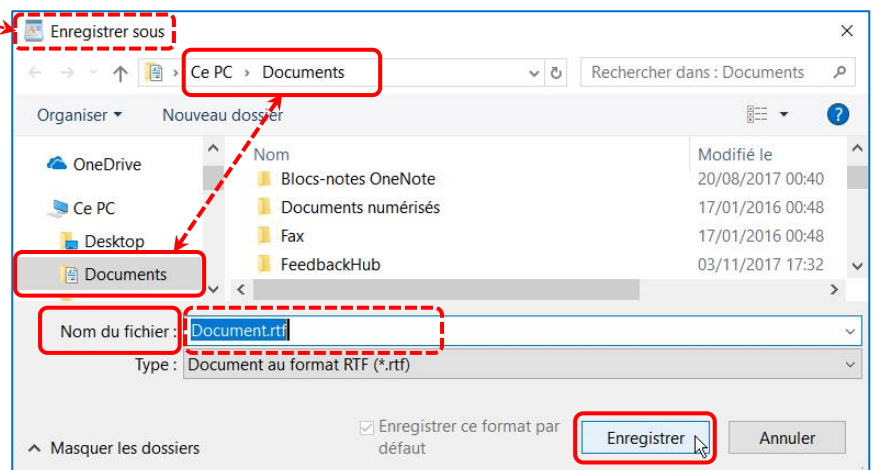 Enregistrer sous
Ce PC › Documents
Rechercher dans : Documents
Organiser
Nouveau dossier
?
Nom
Modifié le
OneDrive
Blocs-notes OneNote
20/08/2017 00:40
Ce PC
Documents numérisés
17/01/2016 00:48
Desktop
Fax
17/01/2016 00:48
Documents
FeedbackHub
03/11/2017 17:32
Nom du fichier : Document.rtf
Type : Document au format RTF (*.rtf)
Enregistrer ce format par
défaut
Masquer les dossiers
Enregistrer
Annuler